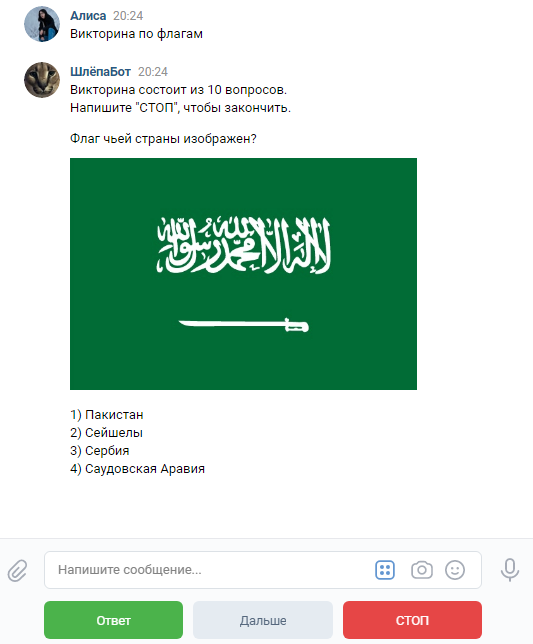 Алиса 20:24
Викторина по флагам
ШлёпаБот 20:24
Викторина состоит из 10 вопросов.
Напишите "СТОП", чтобы закончить.
Флаг чьей страны изображен?
لا إله إلا الله محمد رسول الله
1) Пакистан
2) Сейшелы
3) Сербия
4) Саудовская Аравия
Напишите сообщение...
Ответ
Дальше
СТОП